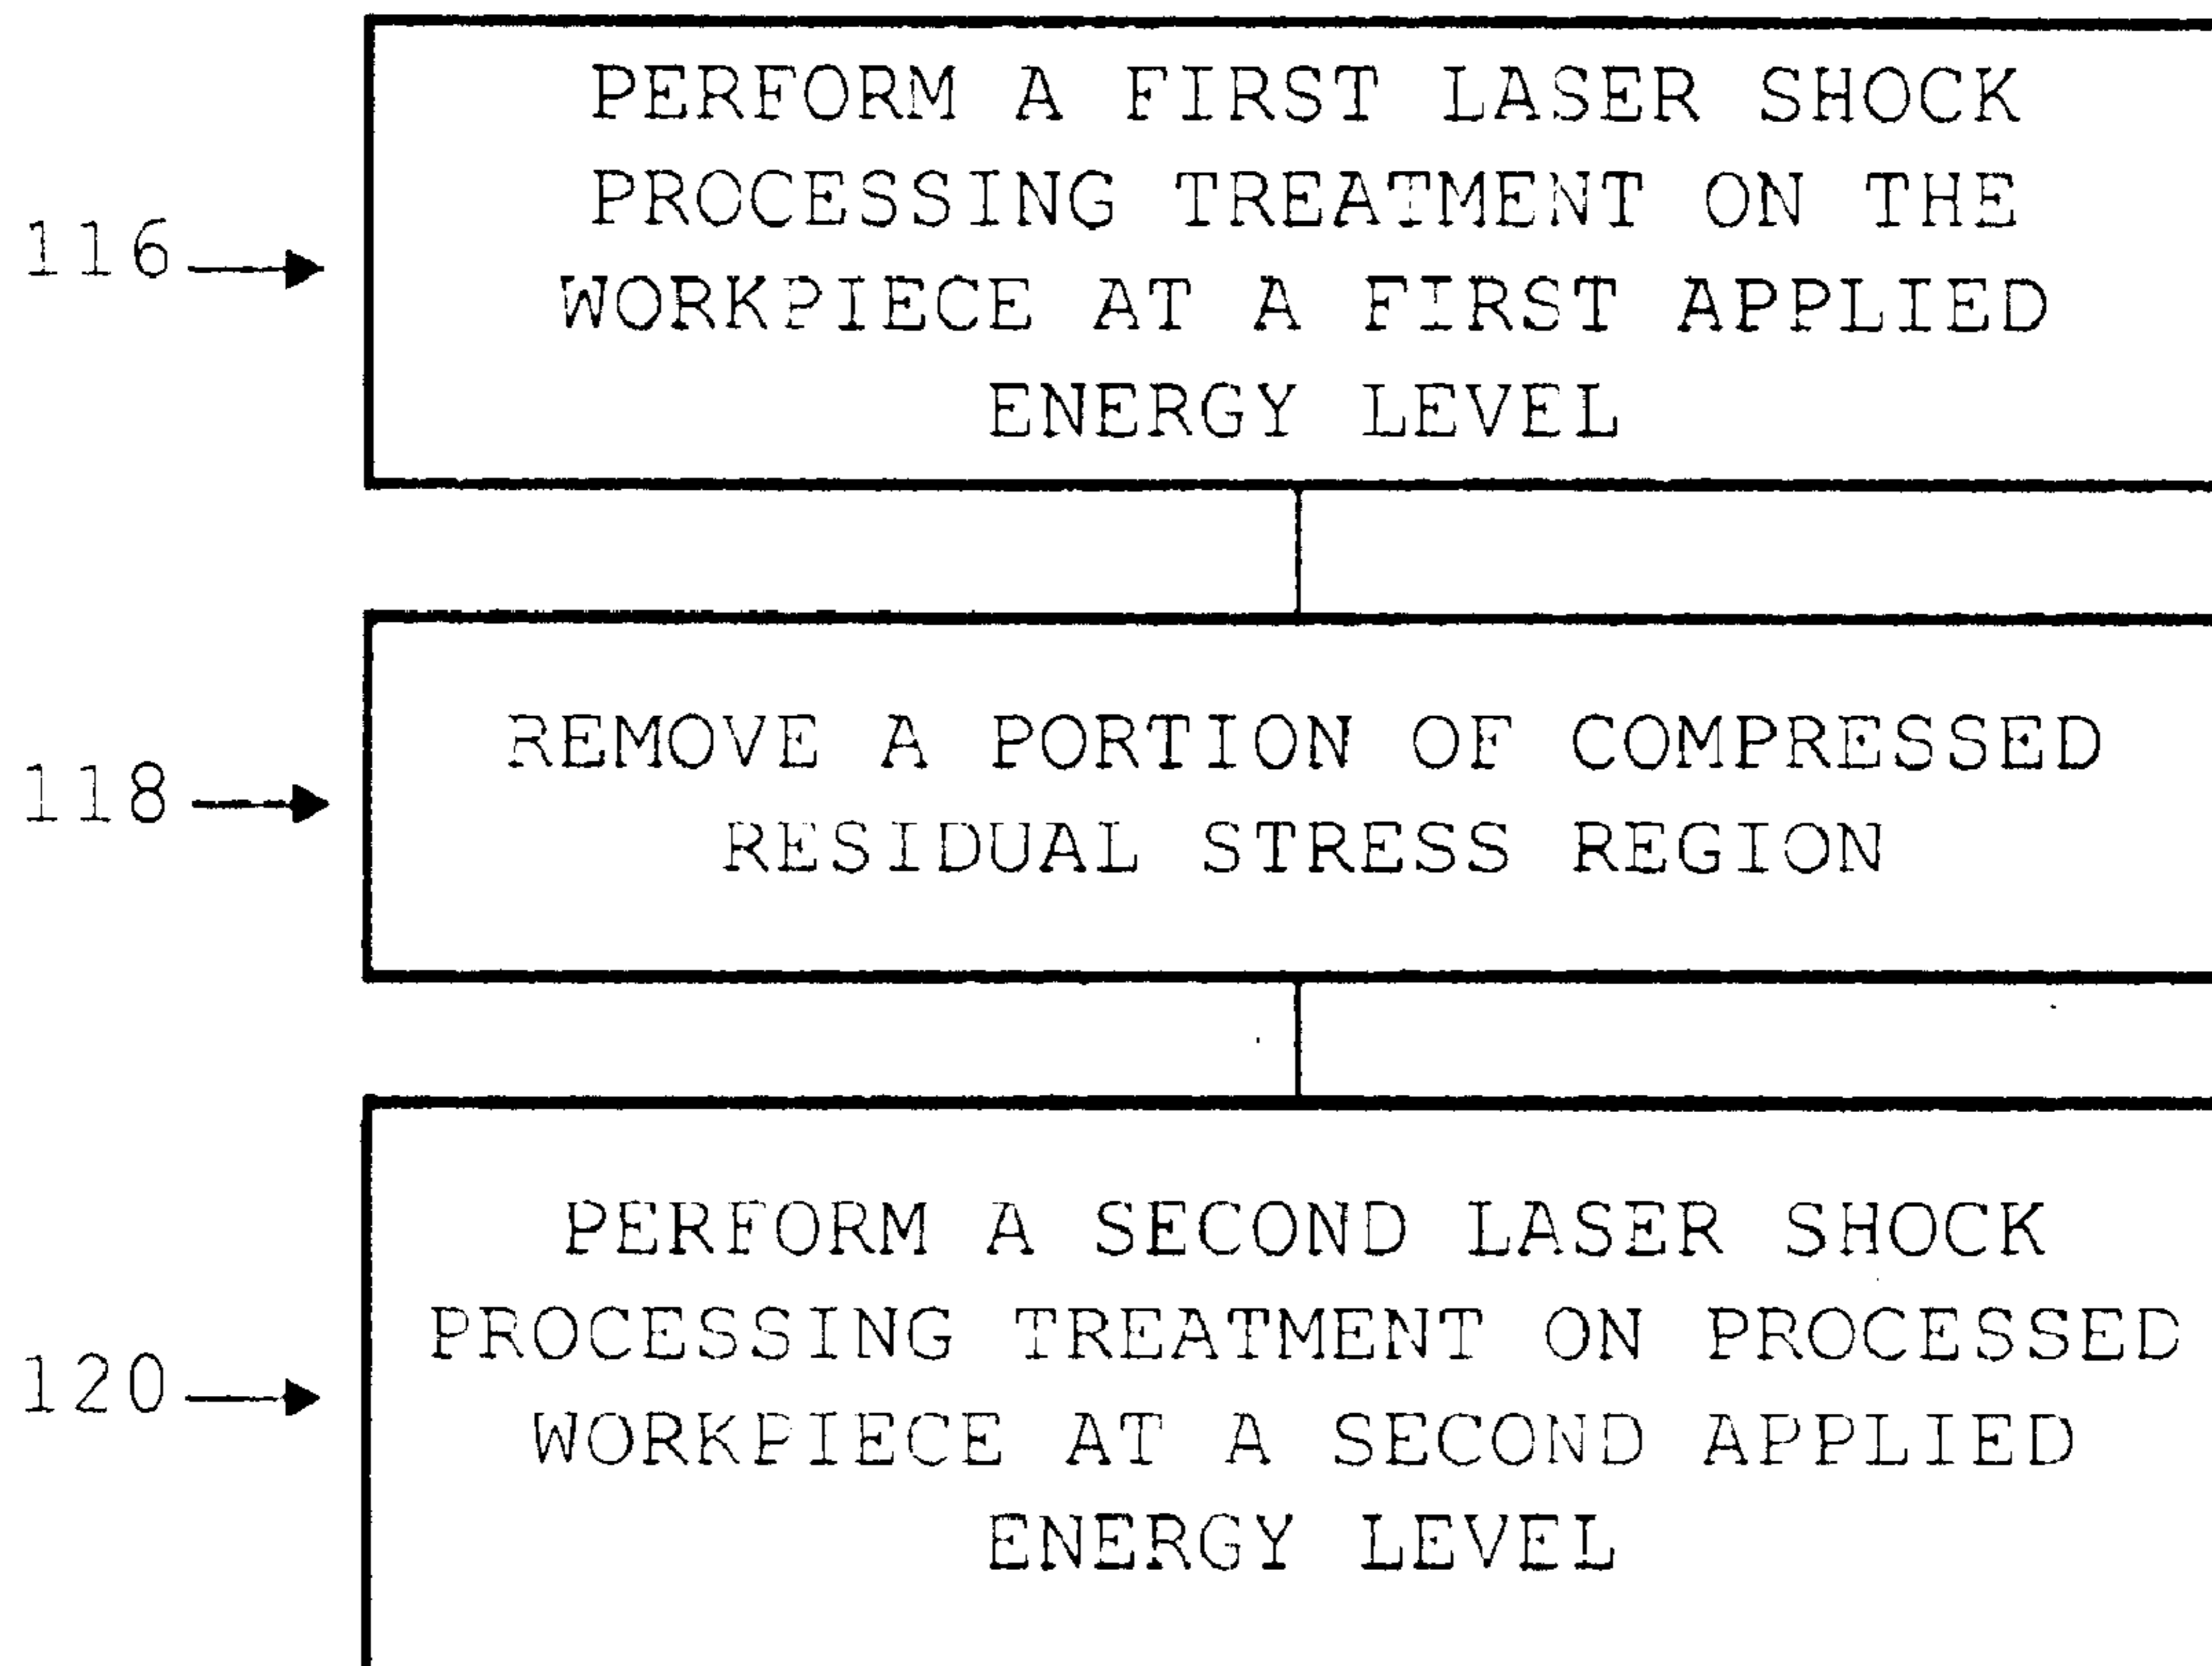 PERFORM A FIRST LASER SHOCK
PROCESSING TREATMENT ON THE
116
WORKPIECE AT A FIRST APPLIED
ENERGY LEVEL
REMOVE A PORTION OF COMPRESSED
118
RESIDUAL STRESS REGION
PERFORM A SECOND LASER SHOCK
PROCESSING TREATMENT ON PROCESSED
120
WORKPIECE AT A SECOND APPLIED
ENERGY LEVEL